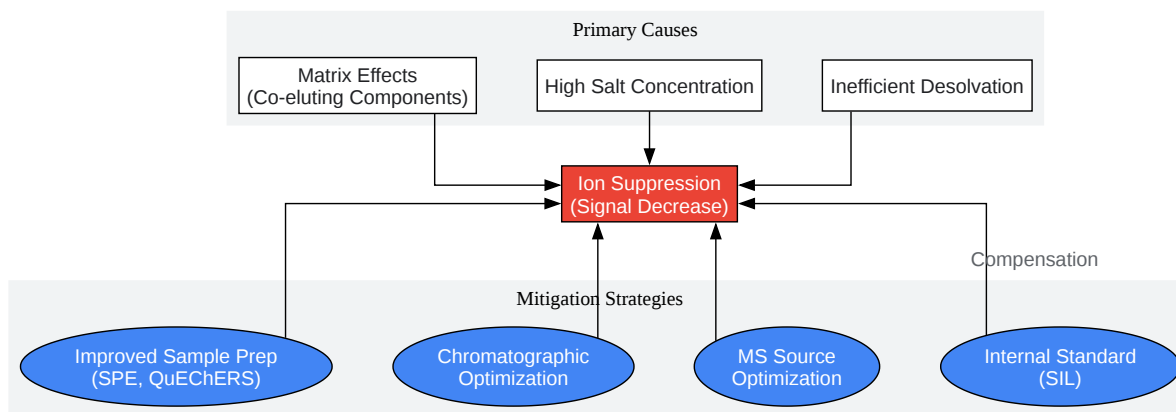 Primary Causes
Matrix Effects
(Co-eluting Components)
High Salt Concentration
Inefficient Desolvation
Ion Suppression
(Signal Decrease)
Compensation
Mitigation Strategies
Improved Sample Prep
(SPE, QuEChERS)
Chromatographic
Optimization
MS Source
Optimization
Internal Standard
(SIL)